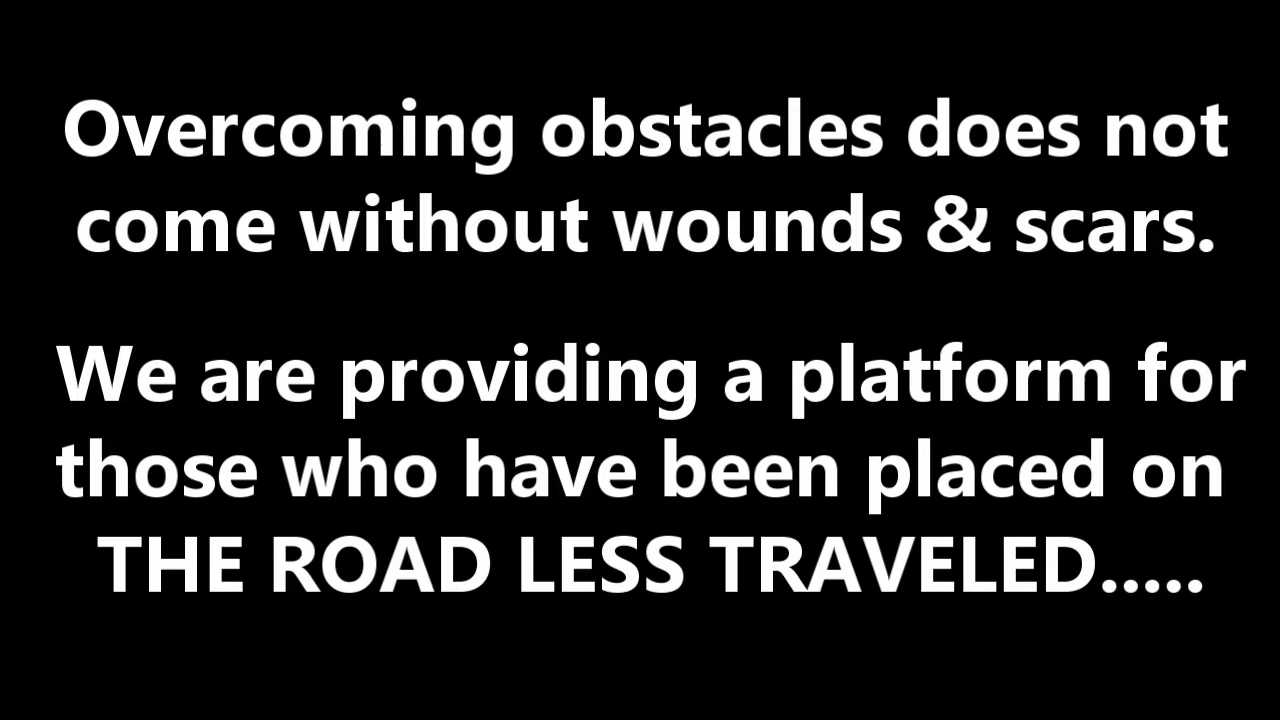 Overcoming obstacles does not
come without wounds & scars.
We are providing a platform for
those who have been placed on
THE ROAD LESS TRAVELED.....